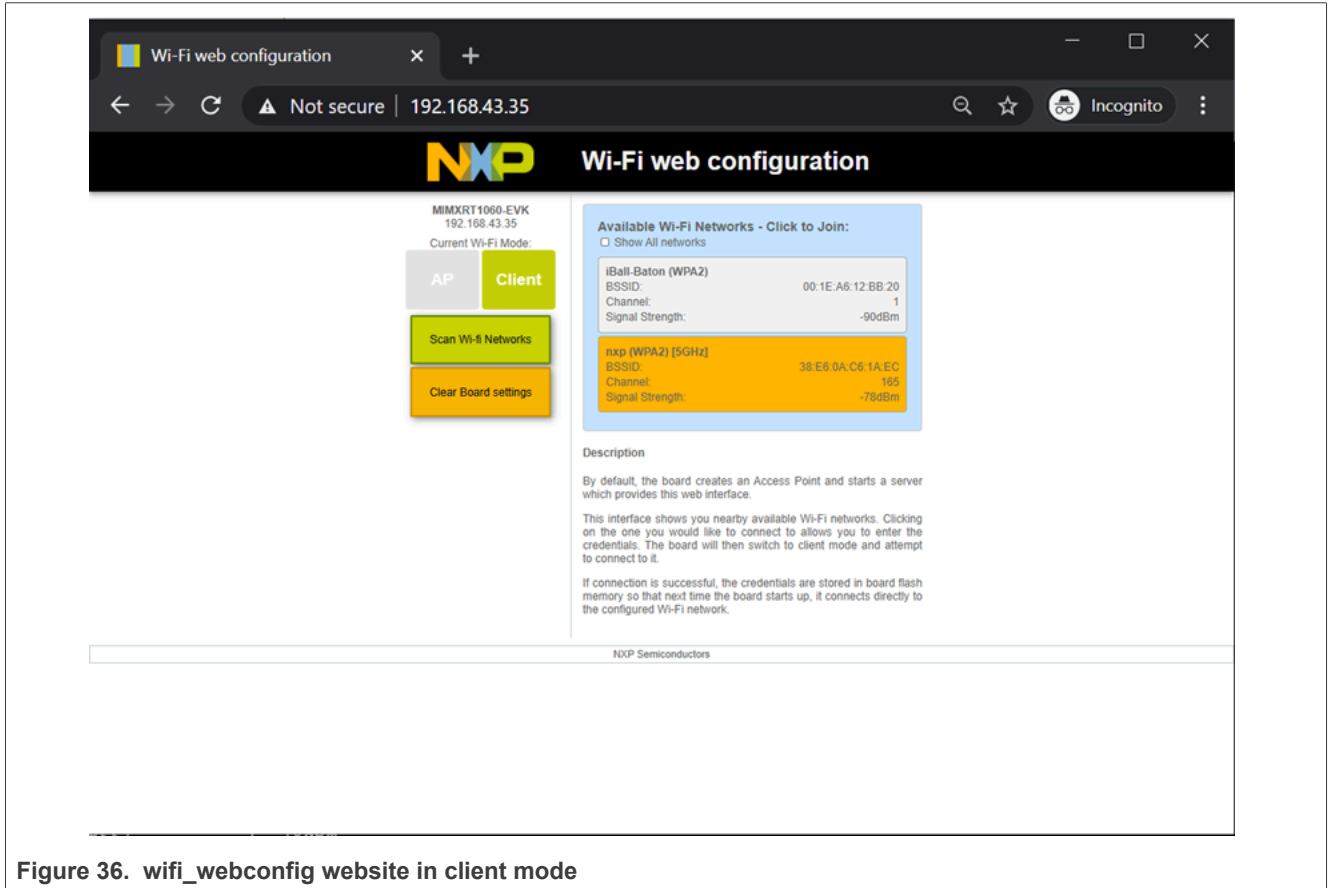 Wi-Fi web configuration
Not secure | 192.168.43.35
Incognito
NXP
Wi-Fi web configuration
MIMXRT1060-EVK
192.168.43.35
Current Wi-Fi Mode:
AP
Client
Scan Wi-fi Networks
Clear Board settings
Available Wi-Fi Networks - Click to Join:
Show All networks
iBall-Baton (WPA2)
BSSID: 00:1E:A6:12:BB:20
Channel: 1
Signal Strength: -90dBm
nxp (WPA2) [5GHz]
BSSID: 38:E6:0A:C6:1A:EC
Channel: 165
Signal Strength: -78dBm
Description
By default, the board creates an Access Point and starts a server
which provides this web interface.
This interface shows you nearby available Wi-Fi networks. Clicking
on the one you would like to connect to allows you to enter the
credentials. The board will then switch to client mode and attempt
to connect to it.
If connection is successful, the credentials are stored in board flash
memory so that next time the board starts up, it connects directly to
the configured Wi-Fi network.
NXP Semiconductors
Figure 36. wifi_webconfig website in client mode